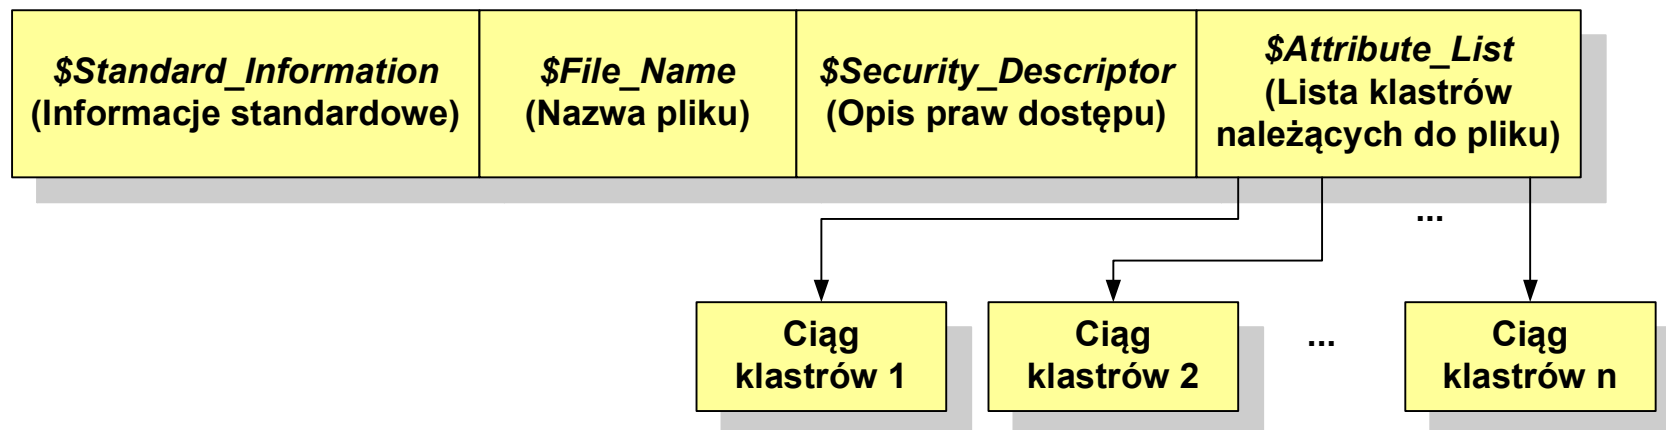 $Standard_Information
(Informacje standardowe)
$File_Name
(Nazwa pliku)
$Security_Descriptor
(Opis praw dostępu)
$Attribute_List
(Lista klastrów
należących do pliku)
...
Ciąg
klastrów 1
Ciąg
klastrów 2
...
Ciąg
klastrów n